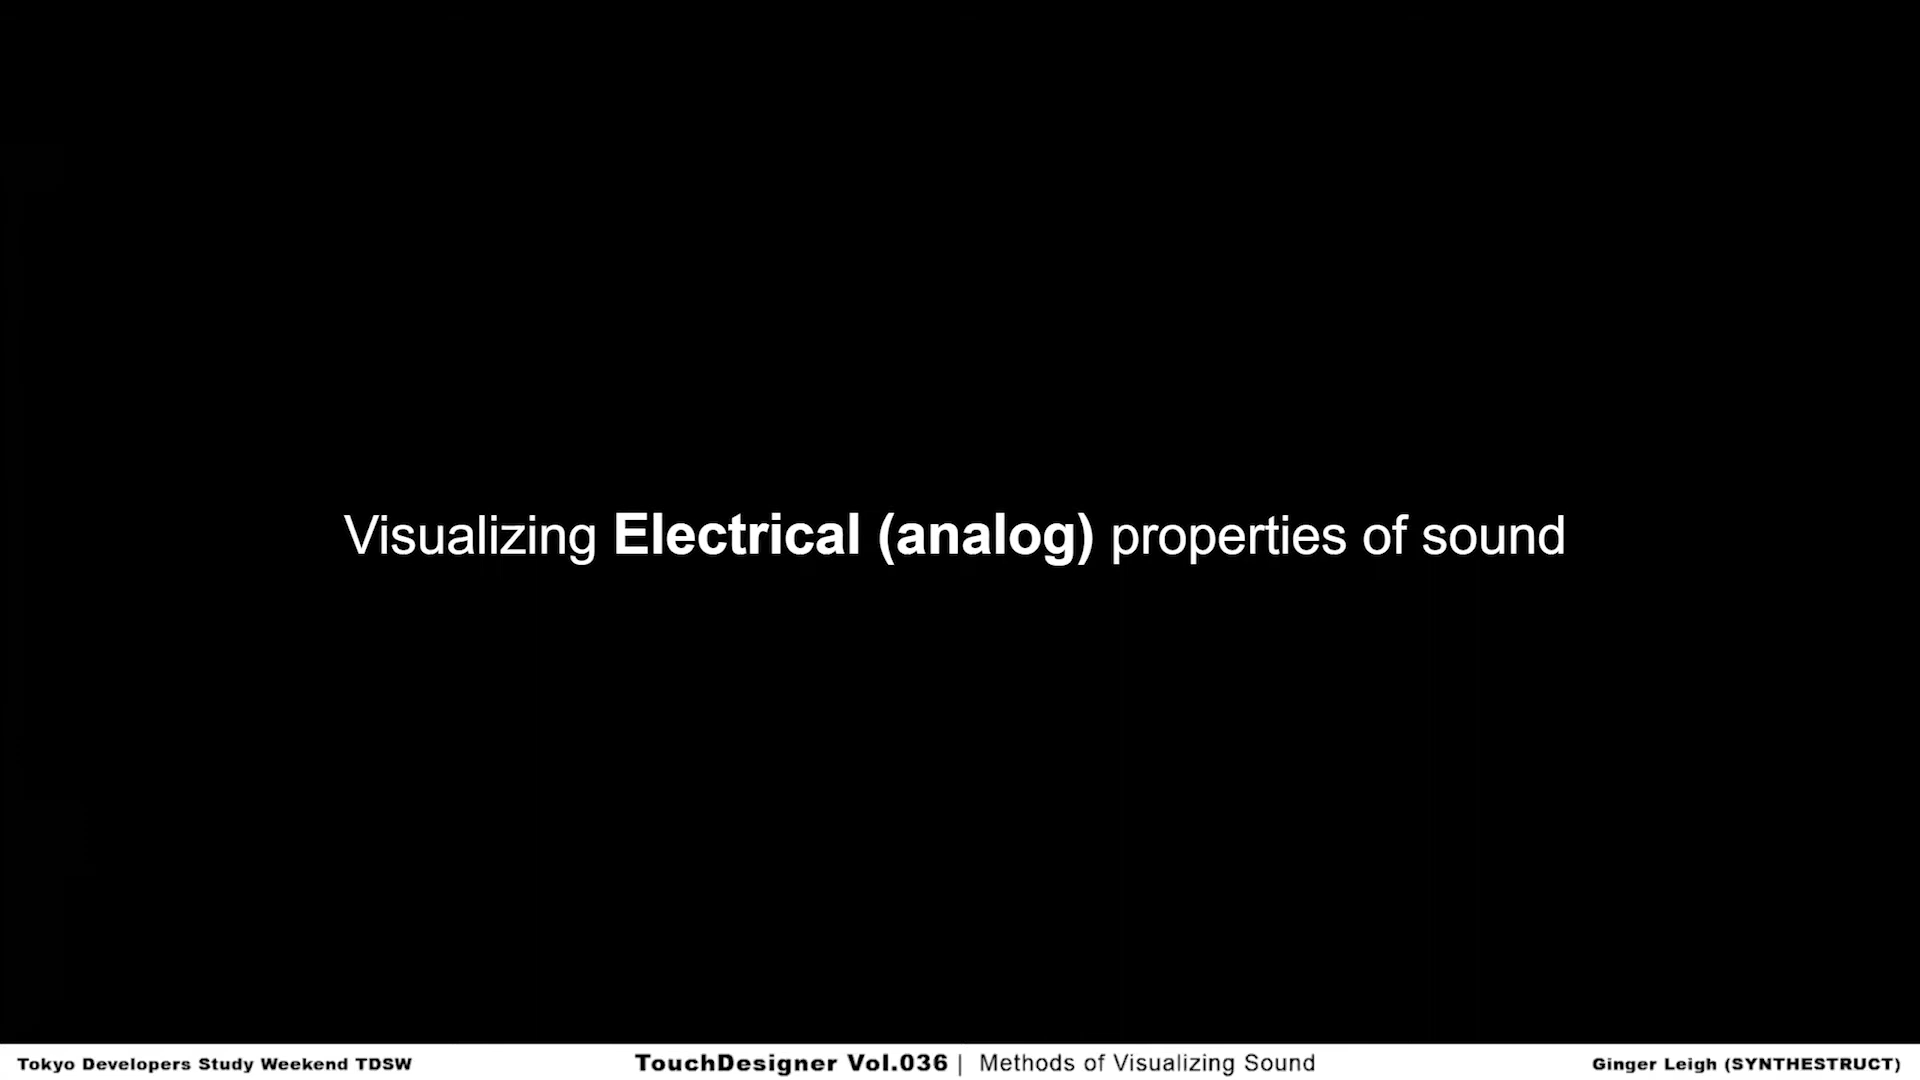 Visualizing Electrical (analog) properties of sound
Tokyo Developers Study Weekend TDSW
TouchDesigner Vol.036 | Methods of Visualizing Sound
Ginger Leigh (SYNTHESTRUCT)